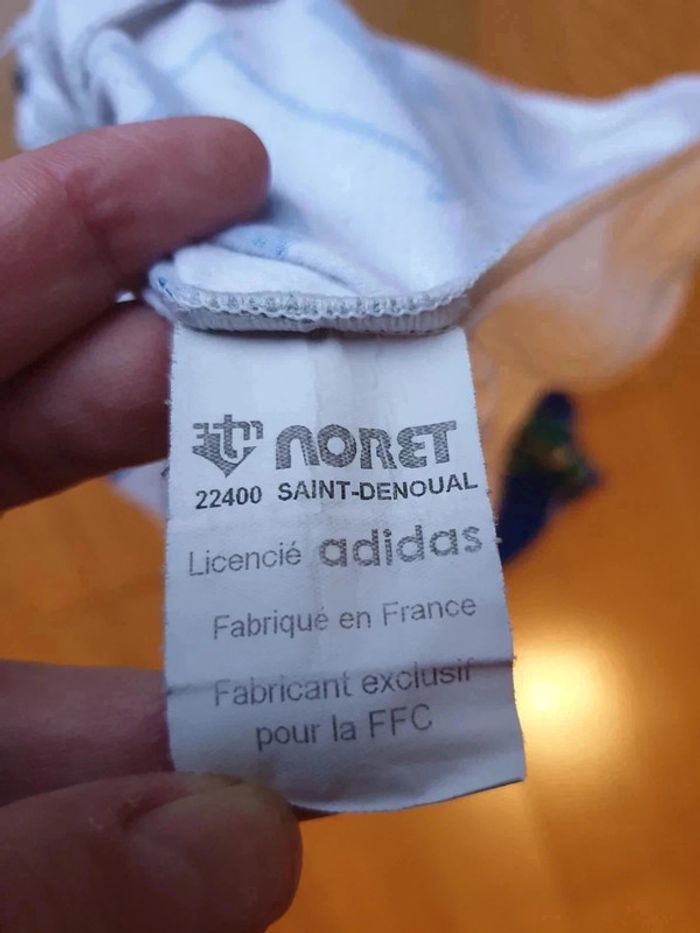 NORET
22400 SAINT-DENOUAL
Licencié adidas
Fabriqué en France
Fabricant exclusif
pour la FFC